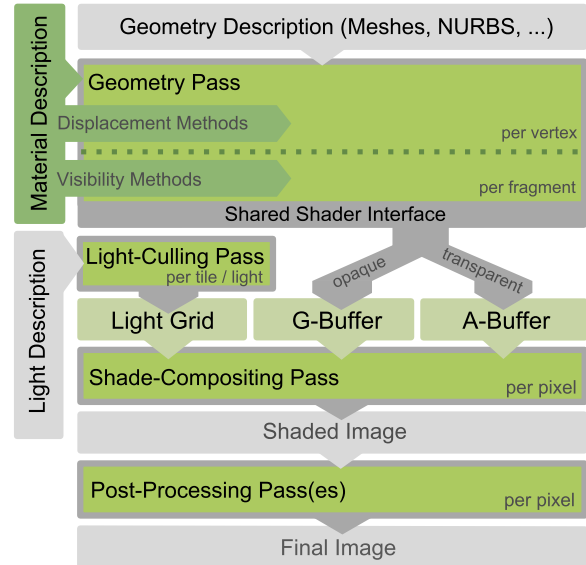 Geometry Description (Meshes, NURBS, ...)
Material Description
Geometry Pass
Displacement Methods
per vertex
Visibility Methods
per fragment
Shared Shader Interface
Light Description
Light-Culling Pass
per tile / light
opaque
transparent
Light Grid
G-Buffer
A-Buffer
Shade-Compositing Pass
per pixel
Shaded Image
Post-Processing Pass(es)
per pixel
Final Image